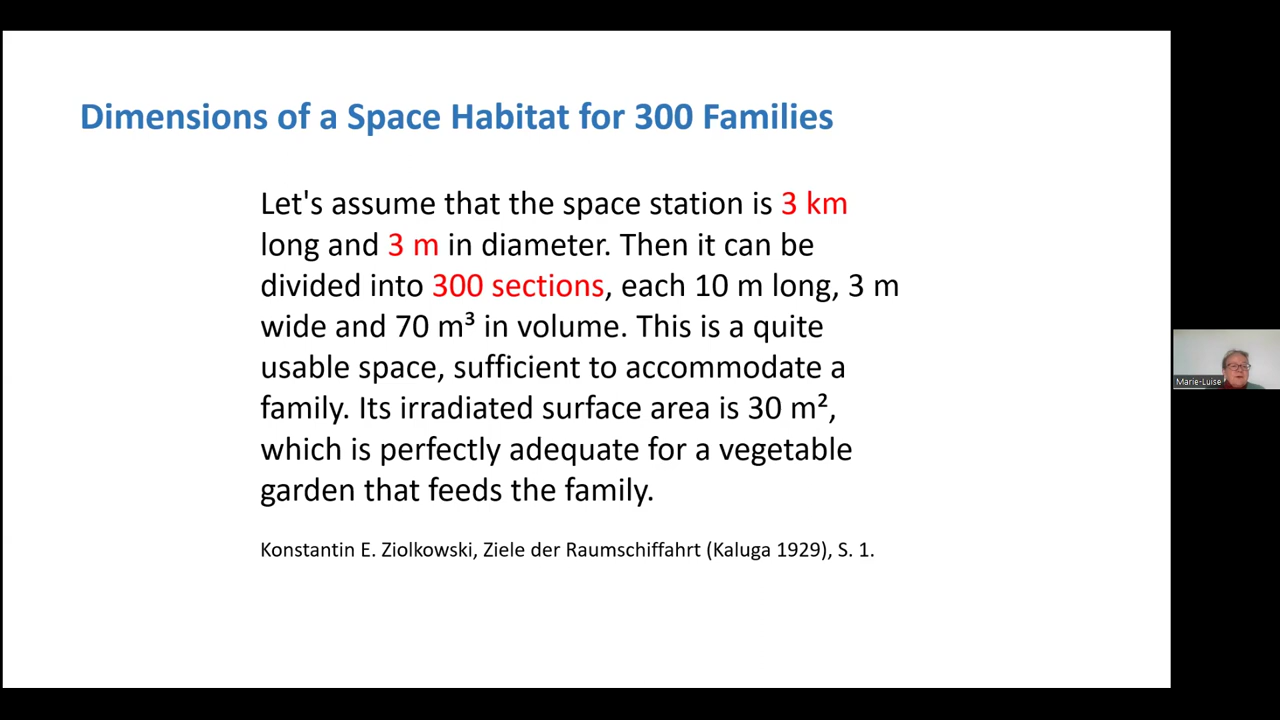 Dimensions of a Space Habitat for 300 Families
Let's assume that the space station is 3 km
long and 3 m in diameter. Then it can be
divided into 300 sections, each 10 m long, 3 m
wide and 70 m³ in volume. This is a quite
usable space, sufficient to accommodate a
family. Its irradiated surface area is 30 m²,
which is perfectly adequate for a vegetable
garden that feeds the family.
Konstantin E. Ziolkowski, Ziele der Raumschiffahrt (Kaluga 1929), S. 1.
Marie-Luise